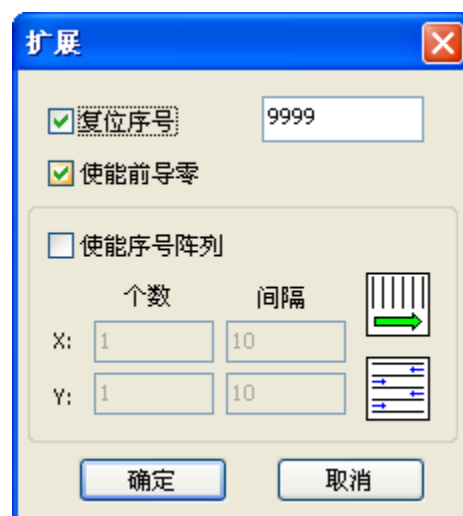 扩展
复位序号 9999
使能前导零
使能序号阵列
个数 间隔
X: 1 10
Y: 1 10
确定 取消